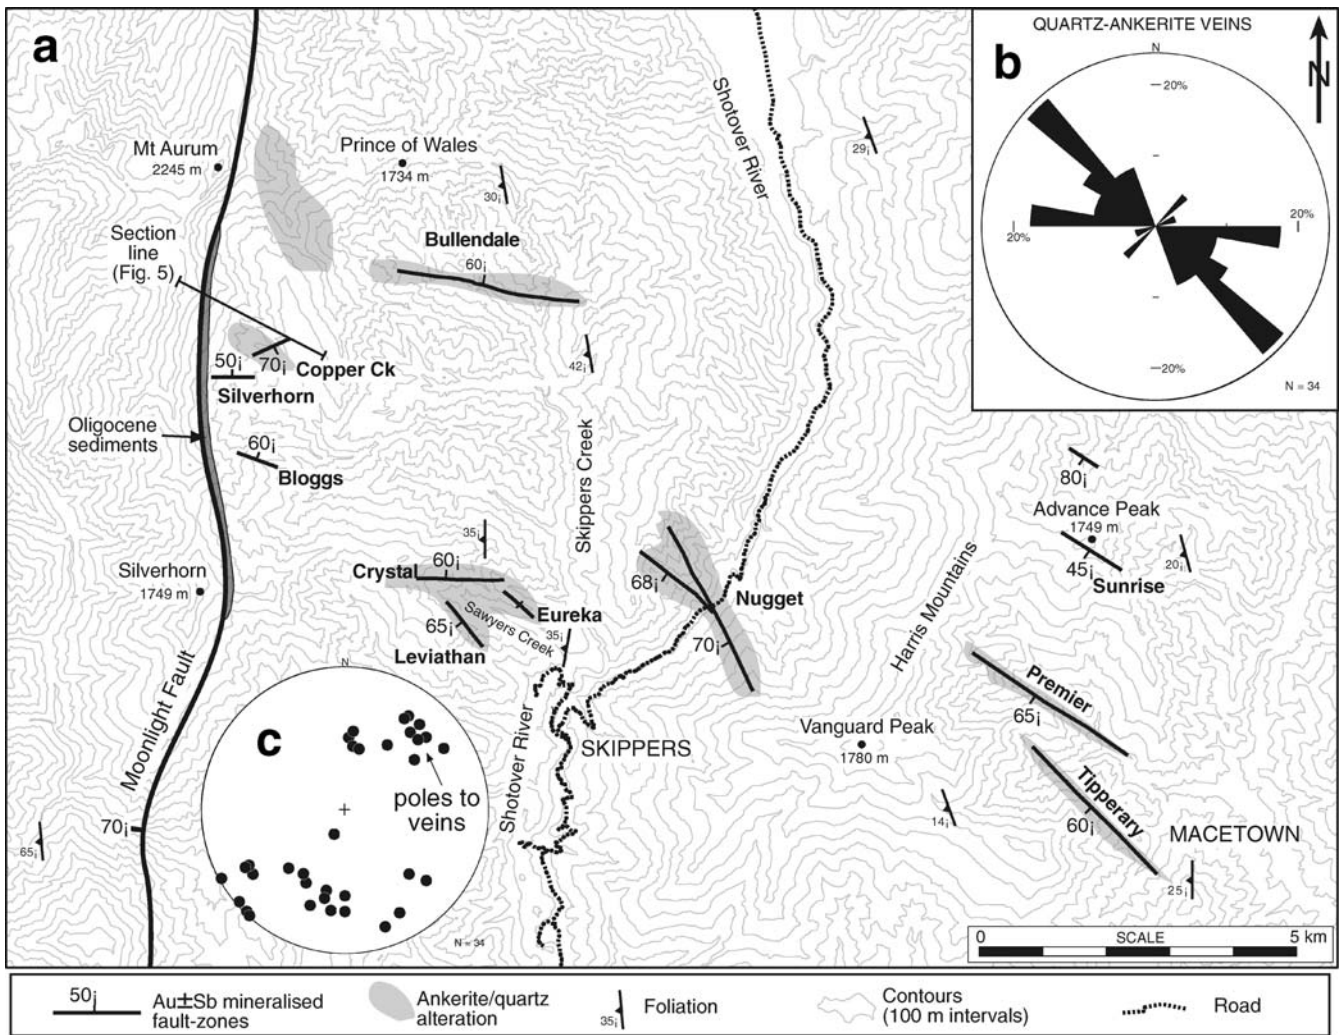 a
Mt Aurum
2245 m
Prince of Wales
1734 m
30¡
Shotover River
29¡
QUARTZ-ANKERITE VEINS
b
N
N
20%
20%
20%
20%
N = 34
Section
line
(Fig. 5)
Bullendale
60¡
42¡
50¡
70¡
Copper Ck
Silverhorn
Oligocene
sediments
60¡
Bloggs
Skippers Creek
80¡
Advance Peak
1749 m
45¡
Sunrise
20¡
35¡
60¡
Crystal
Silverhorn
1749 m
Eureka
Sawyers Creek
65¡
Leviathan
35¡
68¡
Nugget
70¡
Harris Mountains
Premier
65¡
Moonlight Fault
70¡
65¡
N
c
poles to
veins
N = 34
Shotover River
SKIPPERS
Vanguard Peak
1780 m
14¡
Tipperary
60¡
MACETOWN
25¡
0
SCALE
5 km
50¡
Au±Sb mineralised
fault-zones
Ankerite/quartz
alteration
35¡
Foliation
Contours
(100 m intervals)
Road